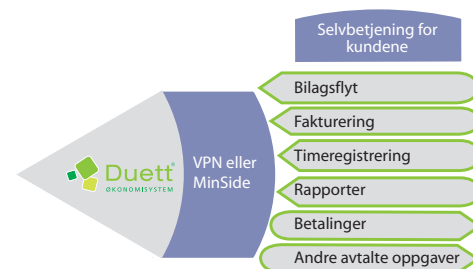 Selvbetjening for
kundene
Bilagsflyt
Fakturering
Timeregistrering
Rapporter
Betalinger
Andre avtalte oppgaver
VPN eller
MinSide
Duett
ØKONOMISYSTEM